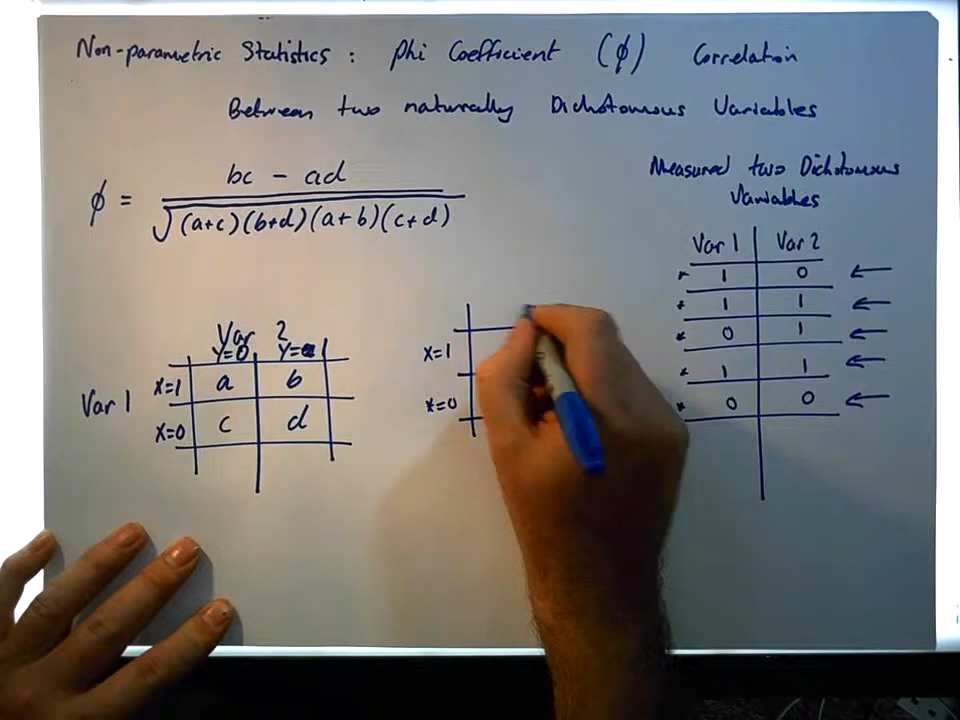 Non-parametric Statistics : Phi Coefficient (ϕ) Correlation
Between two naturally Dichotomous Variables
ϕ = bc - ad
√(a+c)(b+d)(a+b)(c+d)
Measured two Dichotomous
Variables
Var 1 Var 2
* 1 0 ←
* 1 1 ←
* 0 1 ←
* 1 1 ←
* 0 0 ←
Var 2
Y=0 Y=1
Var 1
X=1 a b
X=0 c d
X=1
X=0